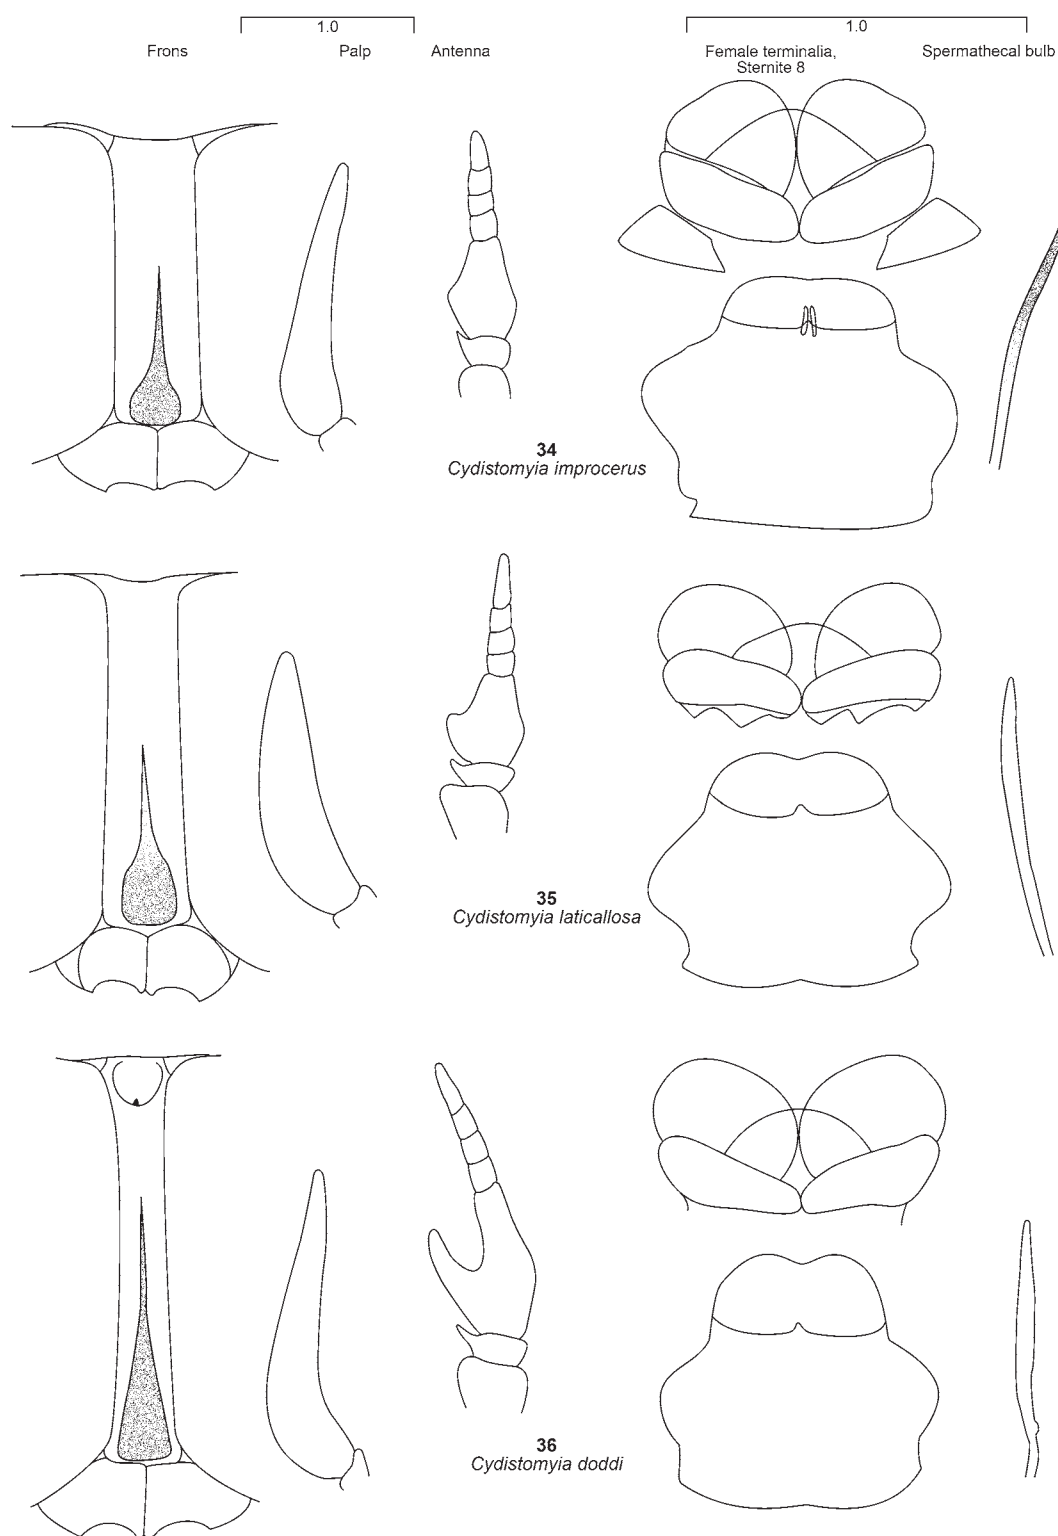 1.0
1.0
Frons
Palp
Antenna
Female terminalia,
Sternite 8
Spermathecal bulb
34
Cydistomyia improcerus
35
Cydistomyia laticallosa
36
Cydistomyia doddi